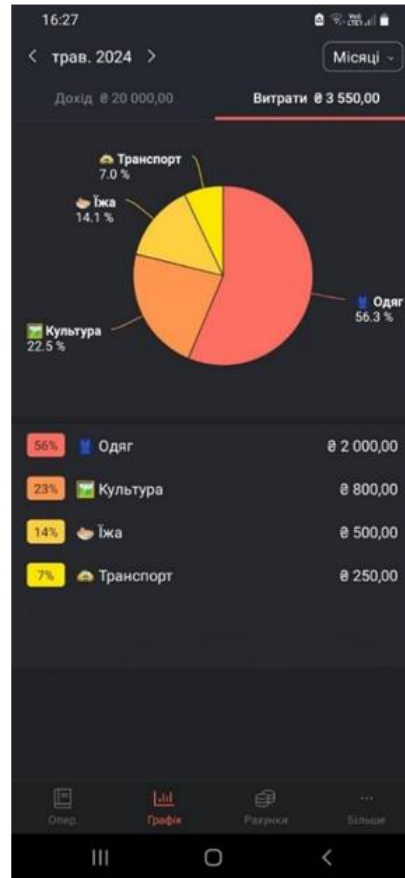 16:27
< трав. 2024 >
Місяці
Дохід ₴ 20 000,00
Витрати ₴ 3 550,00
Транспорт
7.0 %
Їжа
14.1 %
Одяг
56.3 %
Культура
22.5 %
56% Одяг ₴ 2 000,00
23% Культура ₴ 800,00
14% Їжа ₴ 500,00
7% Транспорт ₴ 250,00
Опер.
Графік
Рахунки
Більше